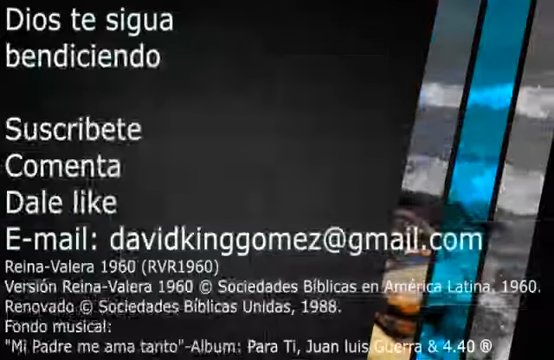 Dios te sigua
bendiciendo
Suscribete
Comenta
Dale like
E-mail: davidkinggomez@gmail.com
Reina-Valera 1960 (RVR1960)
Versión Reina-Valera 1960 © Sociedades Bíblicas en América Latina, 1960.
Renovado © Sociedades Bíblicas Unidas, 1988.
Fondo musical:
"Mi Padre me ama tanto"-Album: Para Ti, Juan luis Guerra & 4.40 ®